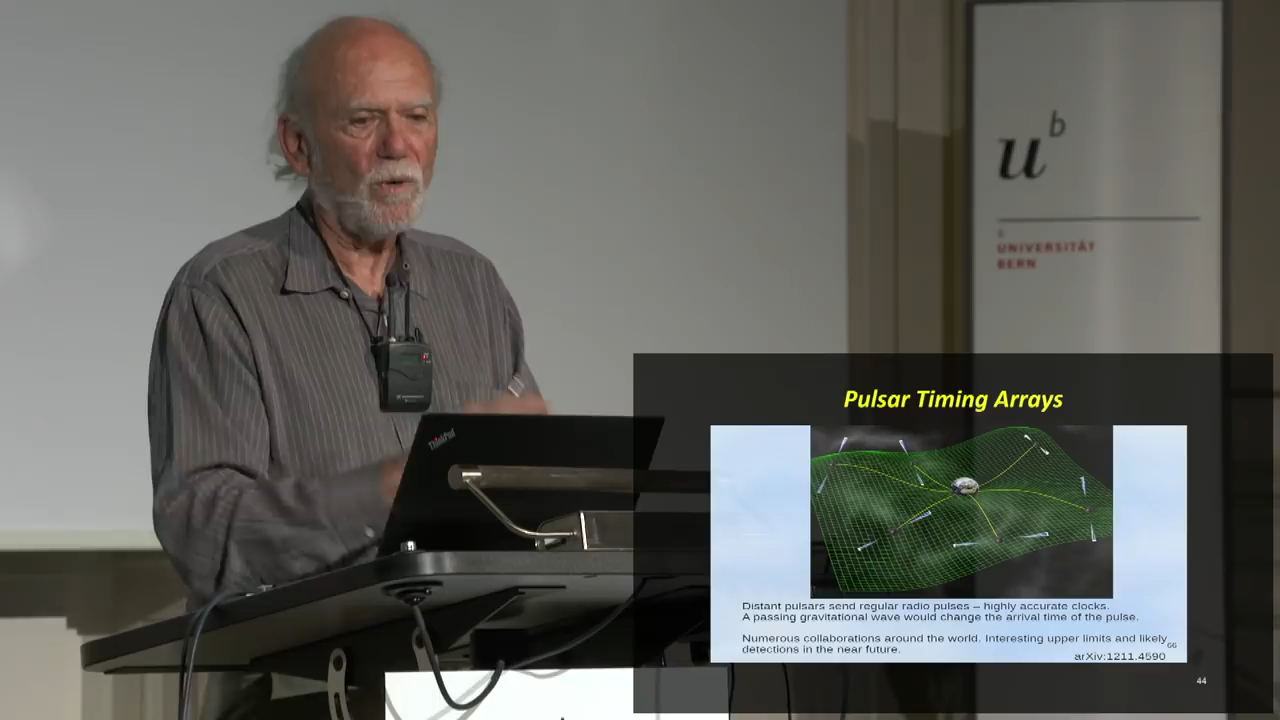 u b
UNIVERSITÄT
BERN
ThinkPad
Pulsar Timing Arrays
Distant pulsars send regular radio pulses – highly accurate clocks.
A passing gravitational wave would change the arrival time of the pulse.
Numerous collaborations around the world. Interesting upper limits and likely
detections in the near future.
66
arXiv:1211.4590
44